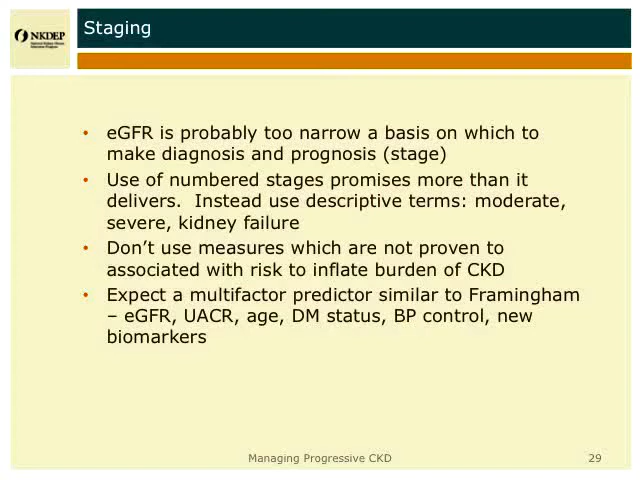 NKDEP
Staging
• eGFR is probably too narrow a basis on which to
make diagnosis and prognosis (stage)
• Use of numbered stages promises more than it
delivers. Instead use descriptive terms: moderate,
severe, kidney failure
• Don’t use measures which are not proven to
associated with risk to inflate burden of CKD
• Expect a multifactor predictor similar to Framingham
– eGFR, UACR, age, DM status, BP control, new
biomarkers
Managing Progressive CKD
29